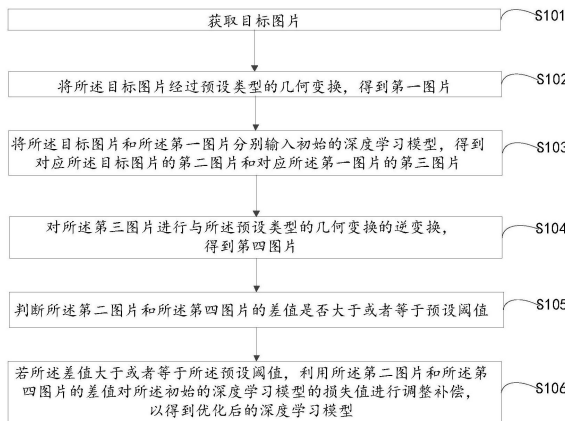 获取目标图片
S101
将所述目标图片经过预设类型的几何变换，得到第一图片
S102
将所述目标图片和所述第一图片分别输入初始的深度学习模型，得到
对应所述目标图片的第二图片和对应所述第一图片的第三图片
S103
对所述第三图片进行与所述预设类型的几何变换的逆变换，
得到第四图片
S104
判断所述第二图片和所述第四图片的差值是否大于或者等于预设阈值
S105
若所述差值大于或者等于所述预设阈值，利用所述第二图片和所述第
四图片的差值对所述初始的深度学习模型的损失值进行调整补偿，
以得到优化后的深度学习模型
S106